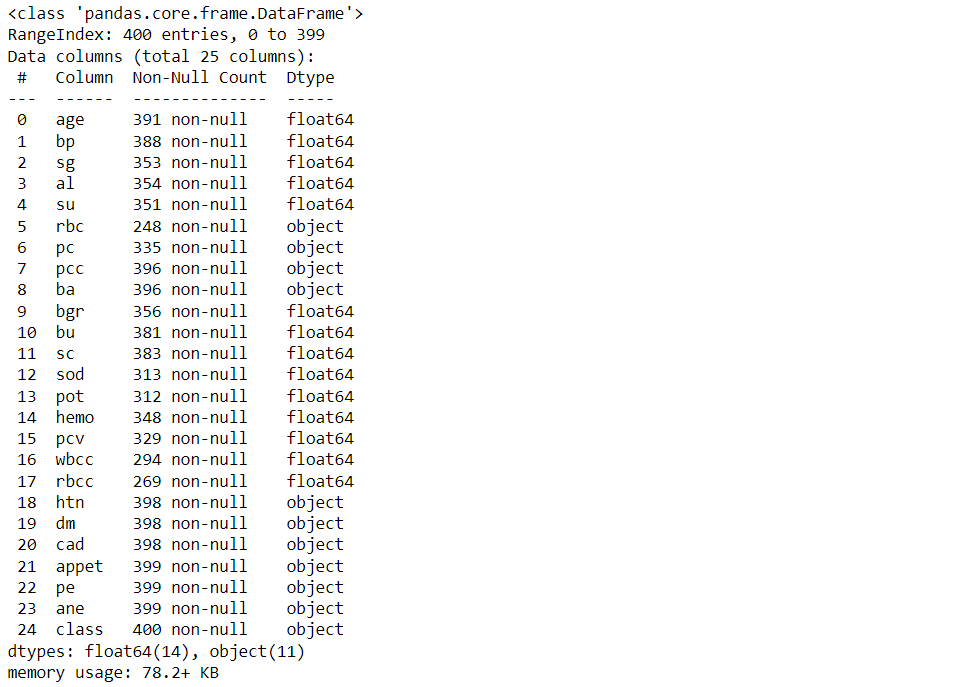 <class 'pandas.core.frame.DataFrame'>
RangeIndex: 400 entries, 0 to 399
Data columns (total 25 columns):
 #   Column  Non-Null Count  Dtype
---  ------  --------------  -----
 0   age     391 non-null    float64
 1   bp      388 non-null    float64
 2   sg      353 non-null    float64
 3   al      354 non-null    float64
 4   su      351 non-null    float64
 5   rbc     248 non-null    object
 6   pc      335 non-null    object
 7   pcc     396 non-null    object
 8   ba      396 non-null    object
 9   bgr     356 non-null    float64
 10  bu      381 non-null    float64
 11  sc      383 non-null    float64
 12  sod     313 non-null    float64
 13  pot     312 non-null    float64
 14  hemo    348 non-null    float64
 15  pcv     329 non-null    float64
 16  wbcc    294 non-null    float64
 17  rbcc    269 non-null    float64
 18  htn     398 non-null    object
 19  dm      398 non-null    object
 20  cad     398 non-null    object
 21  appet   399 non-null    object
 22  pe      399 non-null    object
 23  ane     399 non-null    object
 24  class   400 non-null    object
dtypes: float64(14), object(11)
memory usage: 78.2+ KB